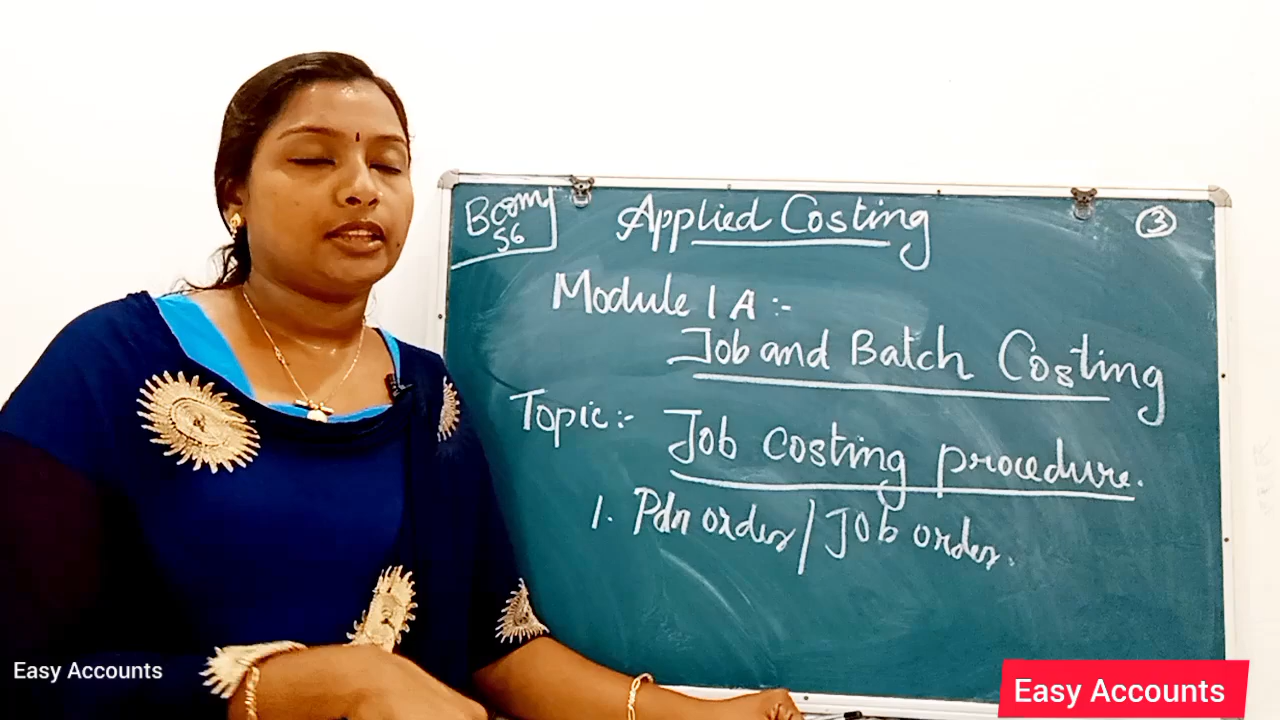 Bcom
S6
Applied Costing
3
Module 1 A :-
Job and Batch Costing
Topic :- Job costing procedure.
1. Pdn order / Job order.
Easy Accounts
Easy Accounts